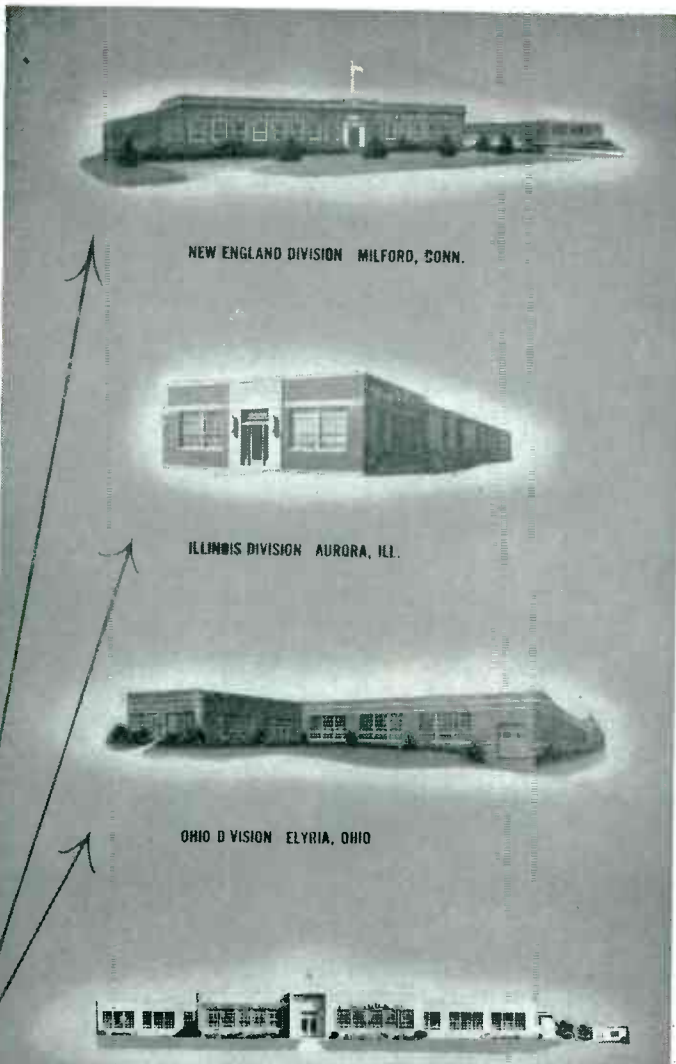 NEW ENGLAND DIVISION MILFORD, CONN.
ILLINOIS DIVISION AURORA, ILL.
OHIO D VISION ELYRIA, OHIO